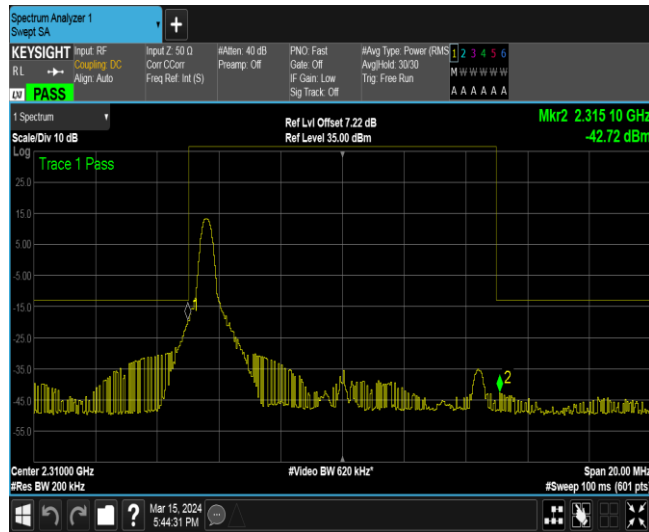 Spectrum Analyzer 1
Swept SA
+
KEYSIGHT Input: RF Input Z: 50 Ω #Atten: 40 dB PNO: Fast #Avg Type: Power (RMS 1 2 3 4 5 6
RL Coupling: DC Corr CCorr Preamp: Off Gate: Off Avg|Hold: 30/30 M W W W W W
Align: Auto Freq Ref: Int (S) IF Gain: Low Trig: Free Run
LXI PASS Sig Track: Off A A A A A A
1 Spectrum Ref Lvl Offset 7.22 dB Mkr2 2.315 10 GHz
Scale/Div 10 dB Ref Level 35.00 dBm -42.72 dBm
Log
Trace 1 Pass
25.0
15.0
5.00
-5.00
-15.0
-25.0
-35.0
2
-45.0
-55.0
Center 2.31000 GHz #Video BW 620 kHz* Span 20.00 MHz
#Res BW 200 kHz #Sweep 100 ms (601 pts)
? Mar 15, 2024
5:44:31 PM